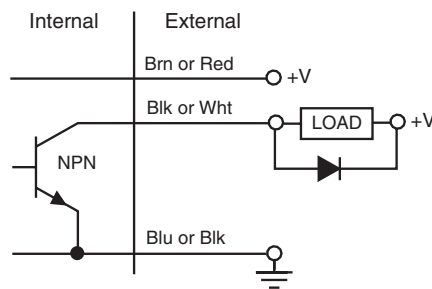 Internal External
Brn or Red
+V
Blk or Wht
LOAD +V
NPN
Blu or Blk